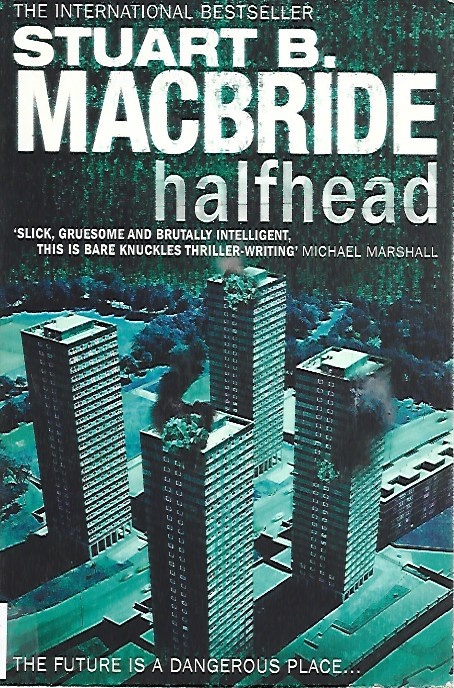 THE INTERNATIONAL BESTSELLER
STUART B.
MACBRIDE
halfhead
'SLICK, GRUESOME AND BRUTALLY INTELLIGENT,
THIS IS BARE KNUCKLES THRILLER-WRITING' MICHAEL MARSHALL
THE FUTURE IS A DANGEROUS PLACE...